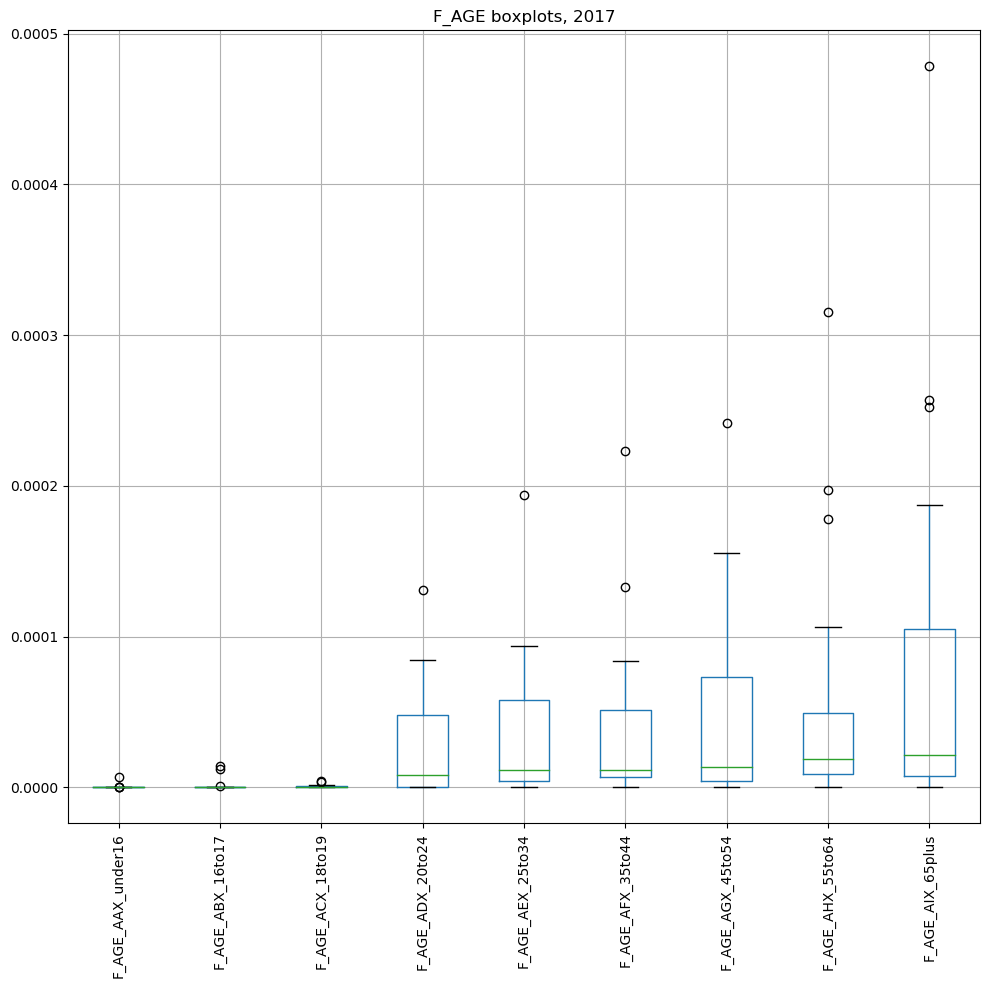 F_AGE boxplots, 2017
0.0005
0.0004
0.0003
0.0002
0.0001
0.0000
F_AGE_AAX_under16
F_AGE_ABX_16to17
F_AGE_ACX_18to19
F_AGE_ADX_20to24
F_AGE_AEX_25to34
F_AGE_AFX_35to44
F_AGE_AGX_45to54
F_AGE_AHX_55to64
F_AGE_AIX_65plus